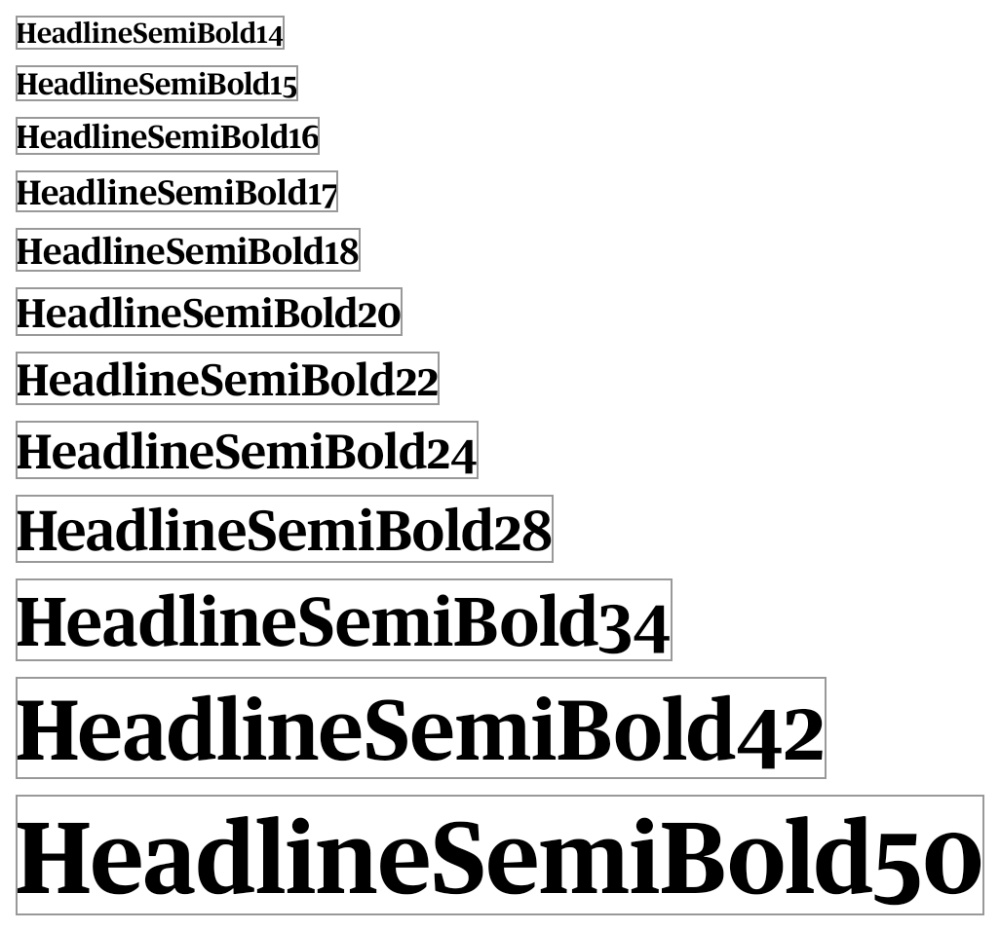 HeadlineSemiBold14
HeadlineSemiBold15
HeadlineSemiBold16
HeadlineSemiBold17
HeadlineSemiBold18
HeadlineSemiBold20
HeadlineSemiBold22
HeadlineSemiBold24
HeadlineSemiBold28
HeadlineSemiBold34
HeadlineSemiBold42
HeadlineSemiBold50